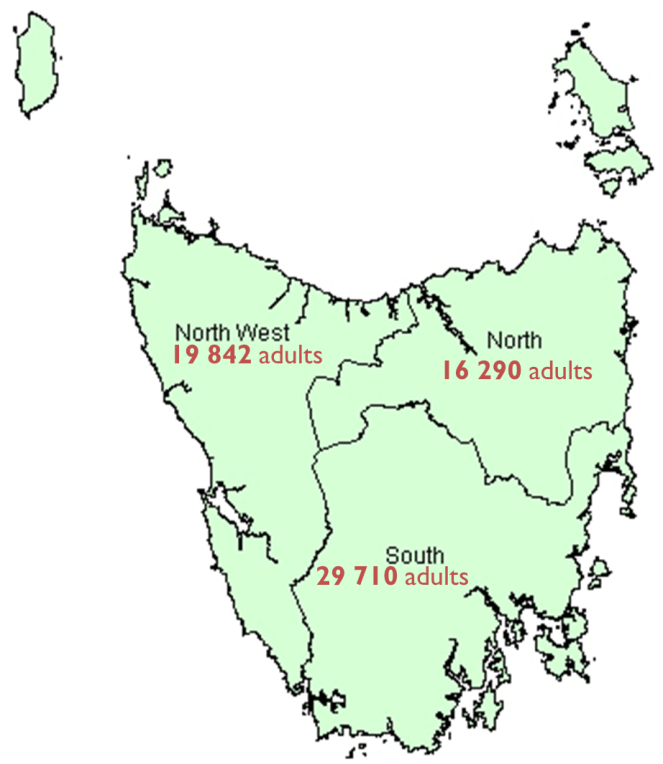 North West
19 842 adults
North
16 290 adults
South
29 710 adults